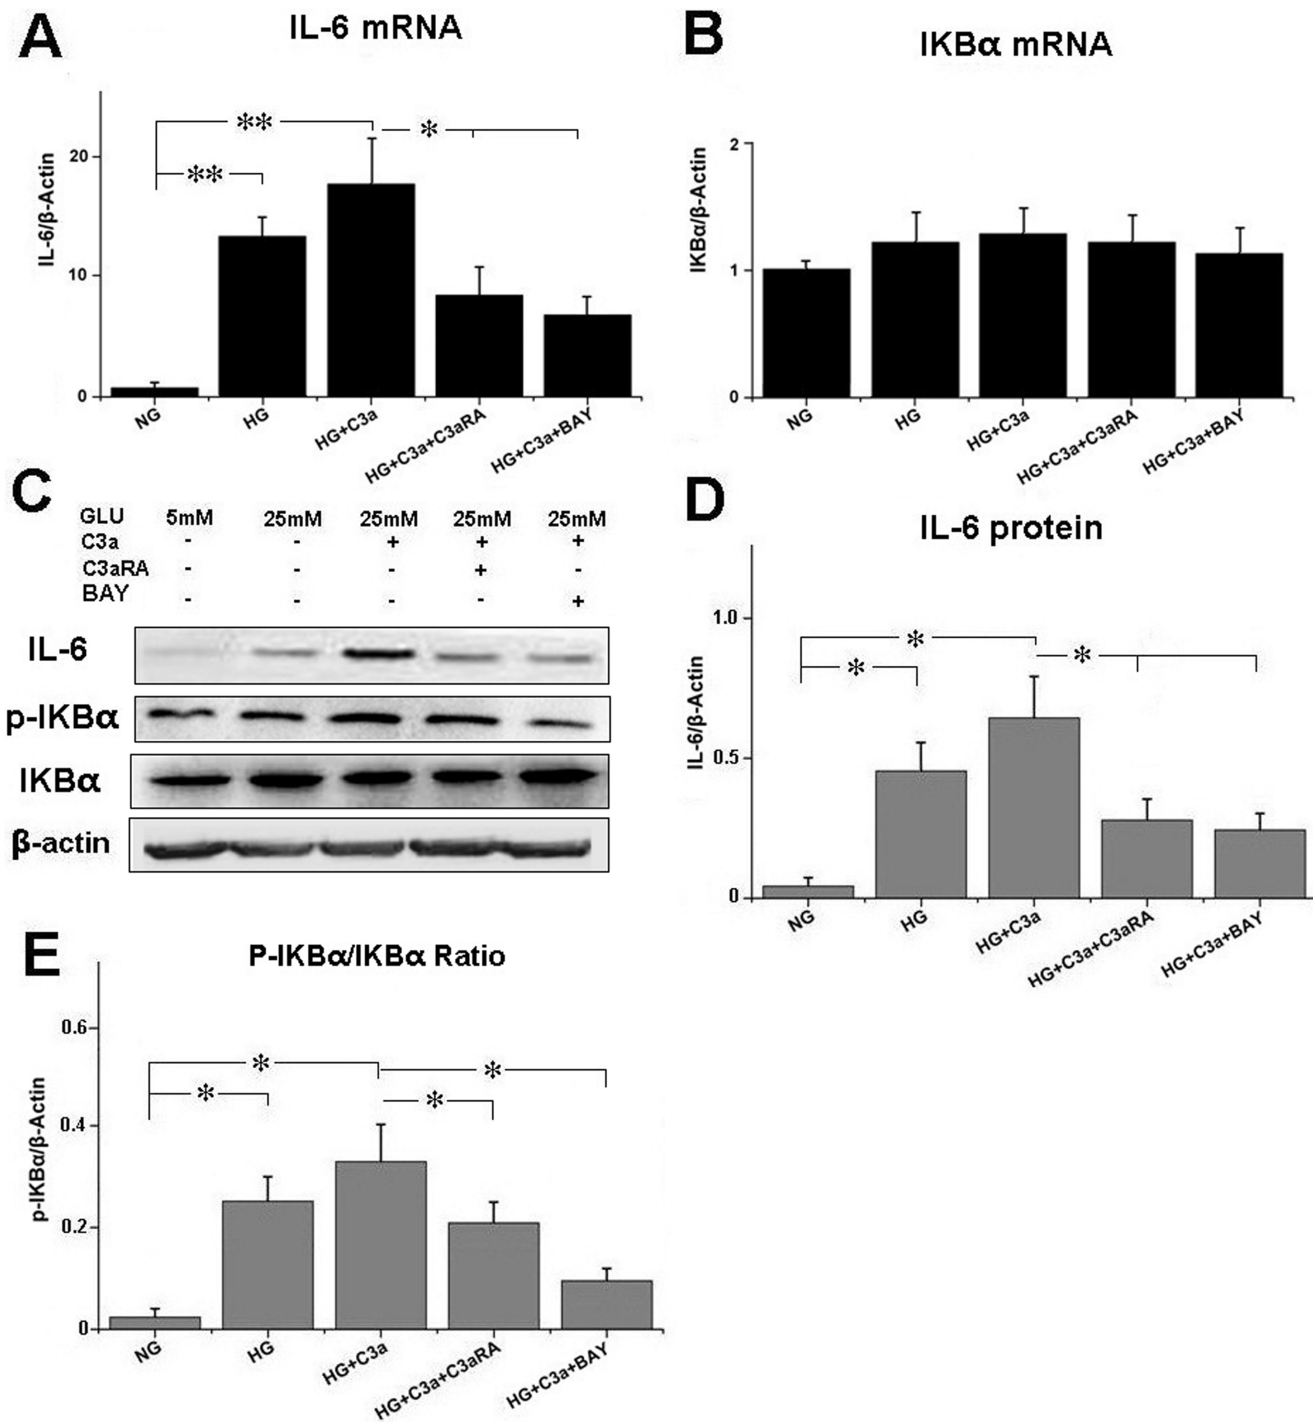 A
IL-6 mRNA
IL-6/β-Actin
20
10
0
**
**
*
NG
HG
HG+C3a
HG+C3a+C3aRA
HG+C3a+BAY
B
IKBα mRNA
IKBα/β-Actin
2
1
0
NG
HG
HG+C3a
HG+C3a+C3aRA
HG+C3a+BAY
C
GLU 5mM 25mM 25mM 25mM 25mM
C3a - - + + +
C3aRA - - - + -
BAY - - - - +
IL-6
p-IKBα
IKBα
β-actin
D
IL-6 protein
IL-6/β-Actin
1.0
0.5
0
*
*
*
NG
HG
HG+C3a
HG+C3a+C3aRA
HG+C3a+BAY
E
P-IKBα/IKBα Ratio
p-IKBα/β-Actin
0.6
0.4
0.2
0
*
*
*
*
NG
HG
HG+C3a
HG+C3a+C3aRA
HG+C3a+BAY